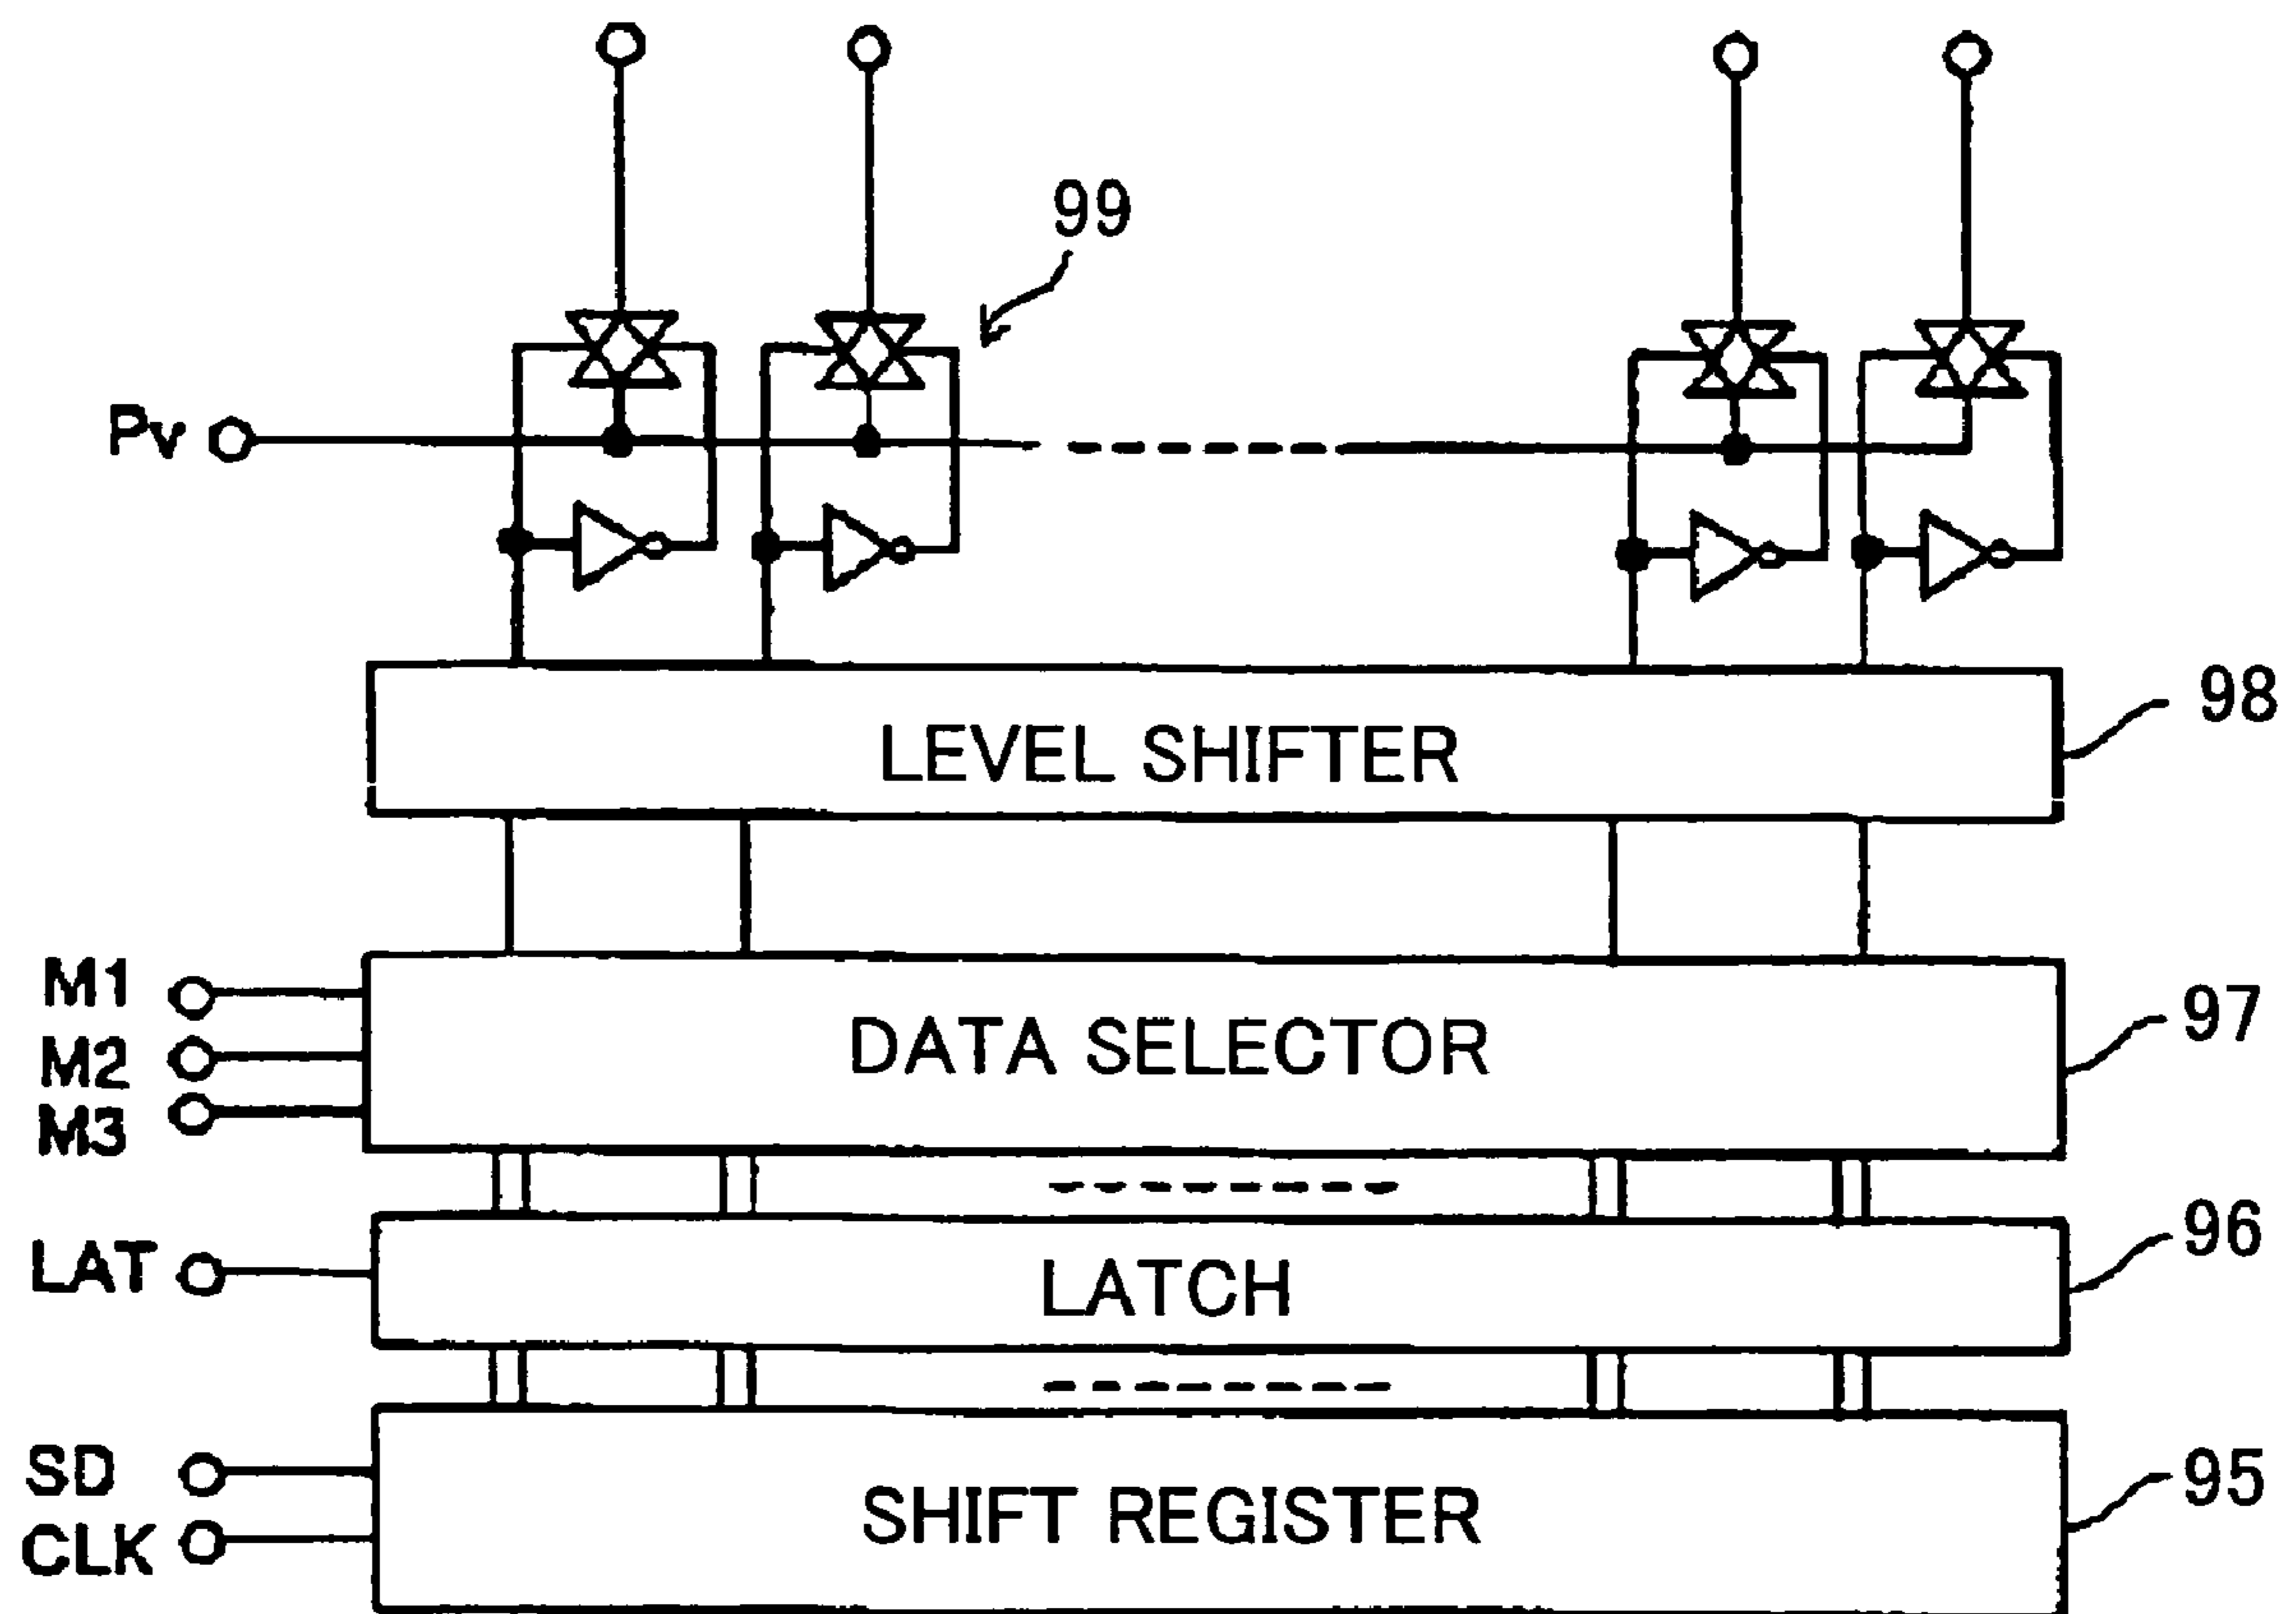 99
Pv
LEVEL SHIFTER
98
M1
M2
M3
DATA SELECTOR
97
LAT
LATCH
96
SD
CLK
SHIFT REGISTER
95